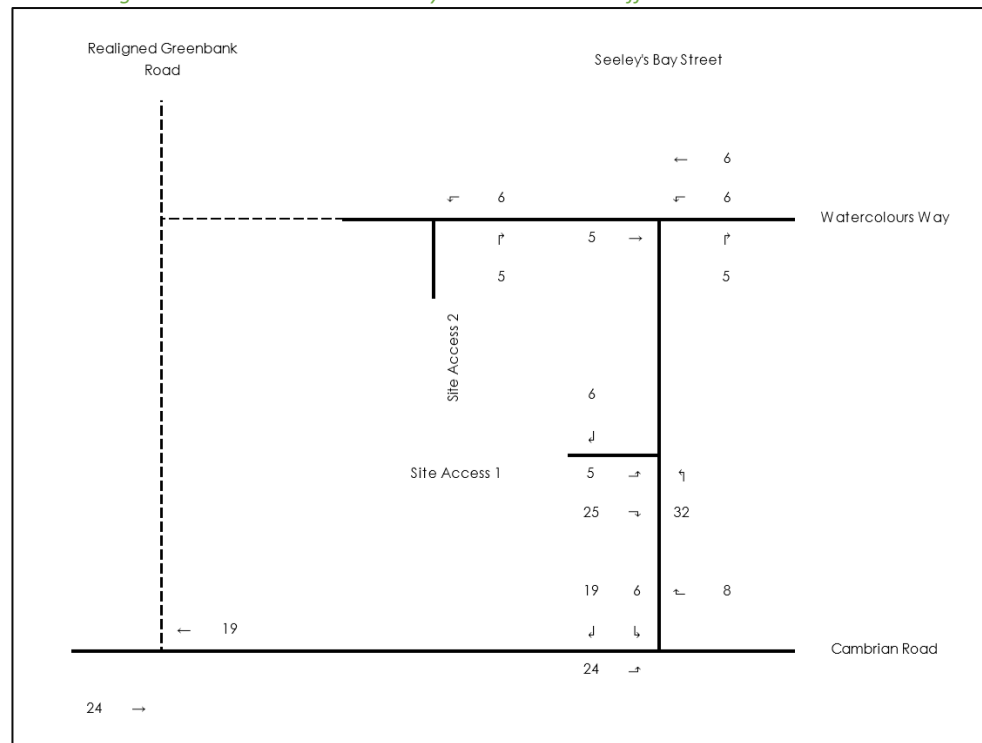 Realigned Greenbank
Road
Seeley's Bay Street
← 6
6 6
Watercolours Way
5 →
5 5
Site Access 2
6
Site Access 1
5
25 32
19 6 8
← 19
Cambrian Road
24
24 →